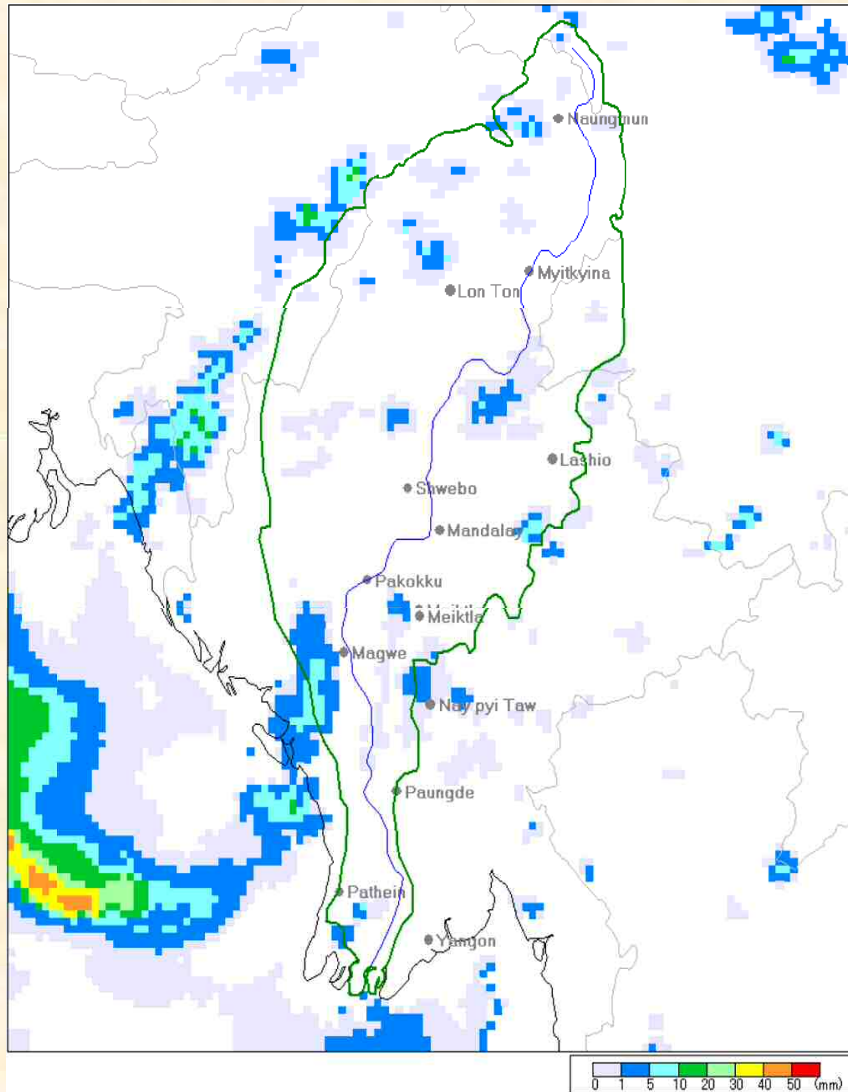 Naungmun
Myitkyina
Lon Ton
Lashio
Shwebo
Mandalay
Pakokku
Meiktla
Magwe
Nay pyi Taw
Paungde
Pathein
Yangon
0 1 5 10 20 30 40 50 (mm)